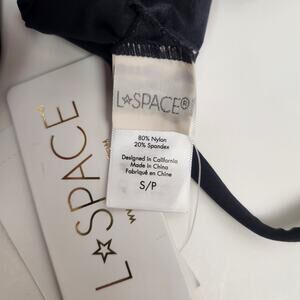 L☆SPACE®
80% Nylon
20% Spandex
Designed in California
Made in China
Fabriqué en Chine
S/P
L☆SPACE